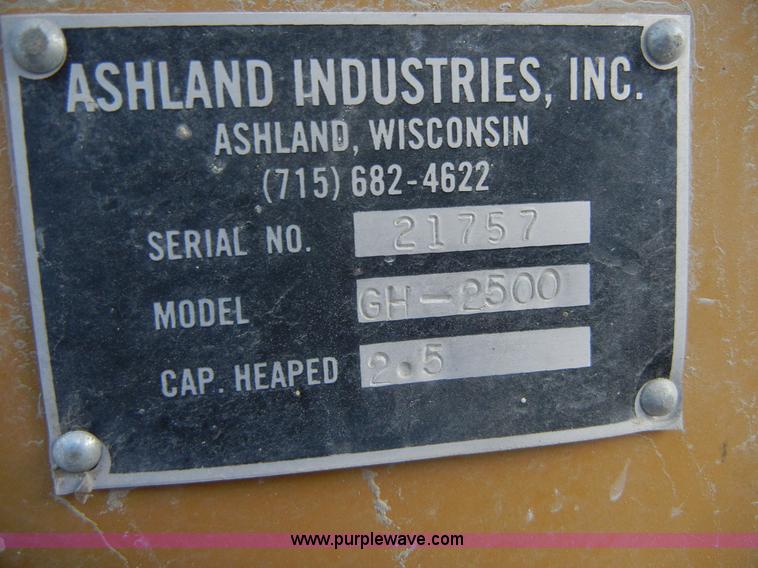 ASHLAND INDUSTRIES, INC.
ASHLAND, WISCONSIN
(715) 682-4622
SERIAL NO. 21757
MODEL GH-2500
CAP. HEAPED 2.5
www.purplewave.com